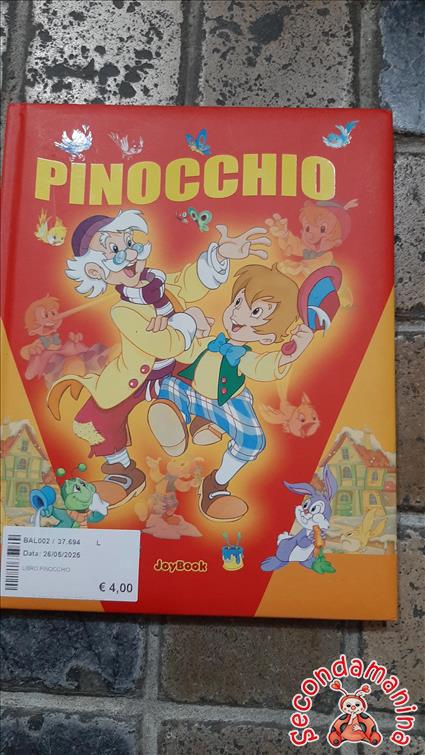 PINOCCHIO
BAL002 / 37.694 L
Data: 26/05/2025
LIBRO PINOCCHIO
€ 4,00
JoyBook
Secondamanina